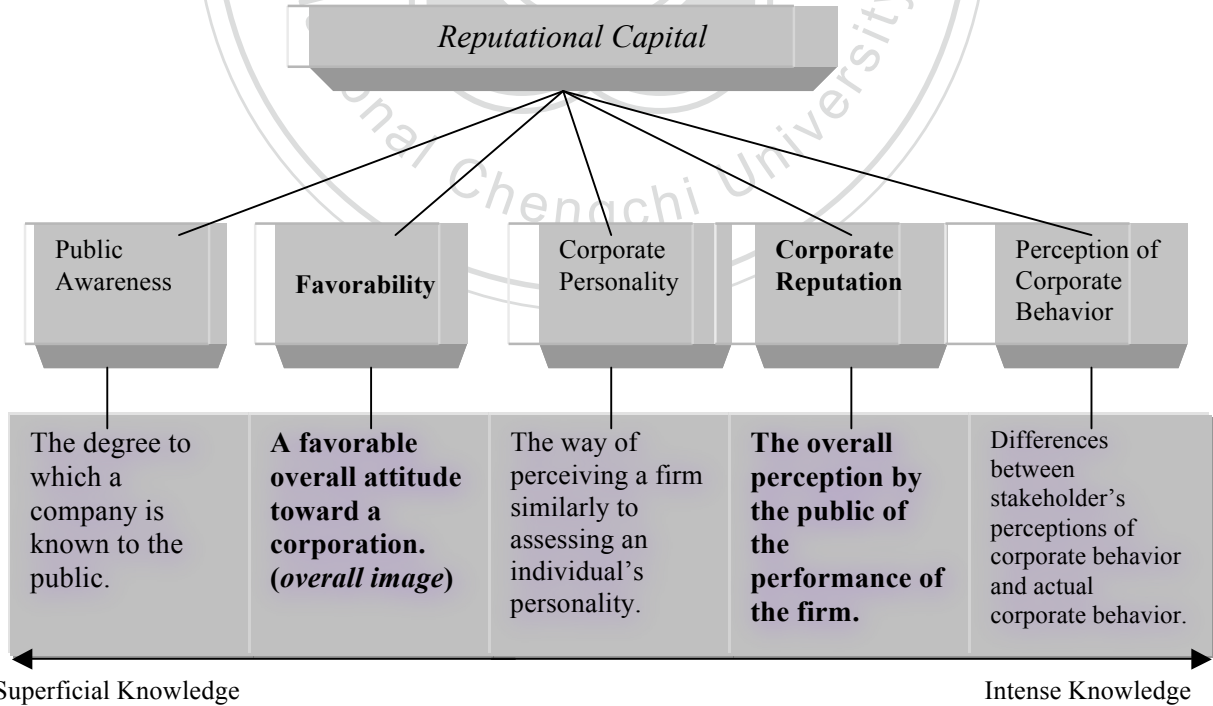 Reputational Capital
onal Chengchi University
Public
Awareness
Favorability
Corporate
Personality
Corporate
Reputation
Perception of
Corporate
Behavior
The degree to
which a
company is
known to the
public.
A favorable
overall attitude
toward a
corporation.
(overall image)
The way of
perceiving a firm
similarly to
assessing an
individual’s
personality.
The overall
perception by
the public of
the
performance of
the firm.
Differences
between
stakeholder’s
perceptions of
corporate behavior
and actual
corporate behavior.
Superficial Knowledge
Intense Knowledge